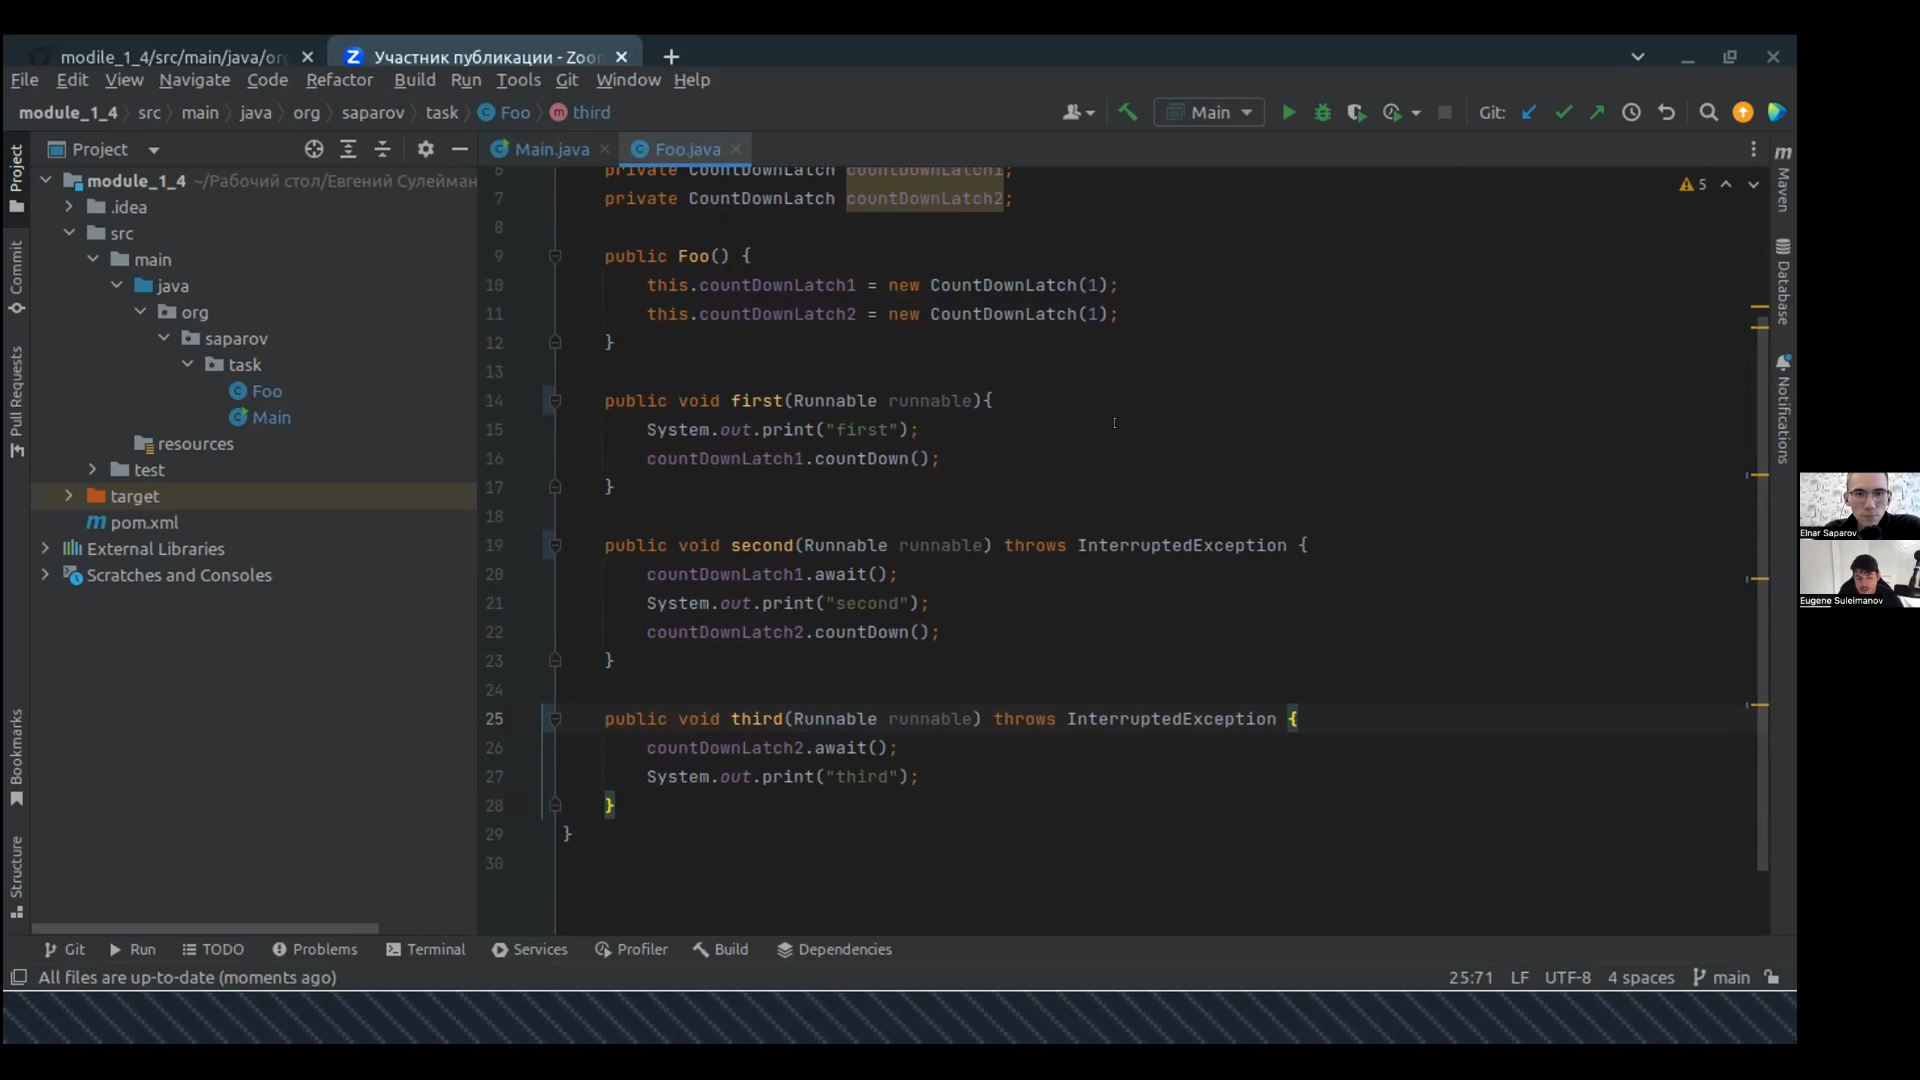 modile_1_4/src/main/java/org
Участник публикации - Zoom
File Edit View Navigate Code Refactor Build Run Tools Git Window Help
module_1_4 src main java org saparov task Foo third
Main
Git:
Project
Main.java
Foo.java
module_1_4 ~/Рабочий стол/Евгений Сулейман
.idea
src
main
java
org
saparov
task
Foo
Main
resources
test
target
pom.xml
External Libraries
Scratches and Consoles
Project
Commit
Pull Requests
Bookmarks
Structure
6 private CountDownLatch countDownLatch1;
7 private CountDownLatch countDownLatch2;
8
9 public Foo() {
10 this.countDownLatch1 = new CountDownLatch(1);
11 this.countDownLatch2 = new CountDownLatch(1);
12 }
13
14 public void first(Runnable runnable){
15 System.out.print("first");
16 countDownLatch1.countDown();
17 }
18
19 public void second(Runnable runnable) throws InterruptedException {
20 countDownLatch1.await();
21 System.out.print("second");
22 countDownLatch2.countDown();
23 }
24
25 public void third(Runnable runnable) throws InterruptedException {
26 countDownLatch2.await();
27 System.out.print("third");
28 }
29 }
30
5
m
Maven
Database
Notifications
Elnar Saparov
Eugene Suleimanov
Git Run TODO Problems Terminal Services Profiler Build Dependencies
All files are up-to-date (moments ago)
25:71 LF UTF-8 4 spaces main